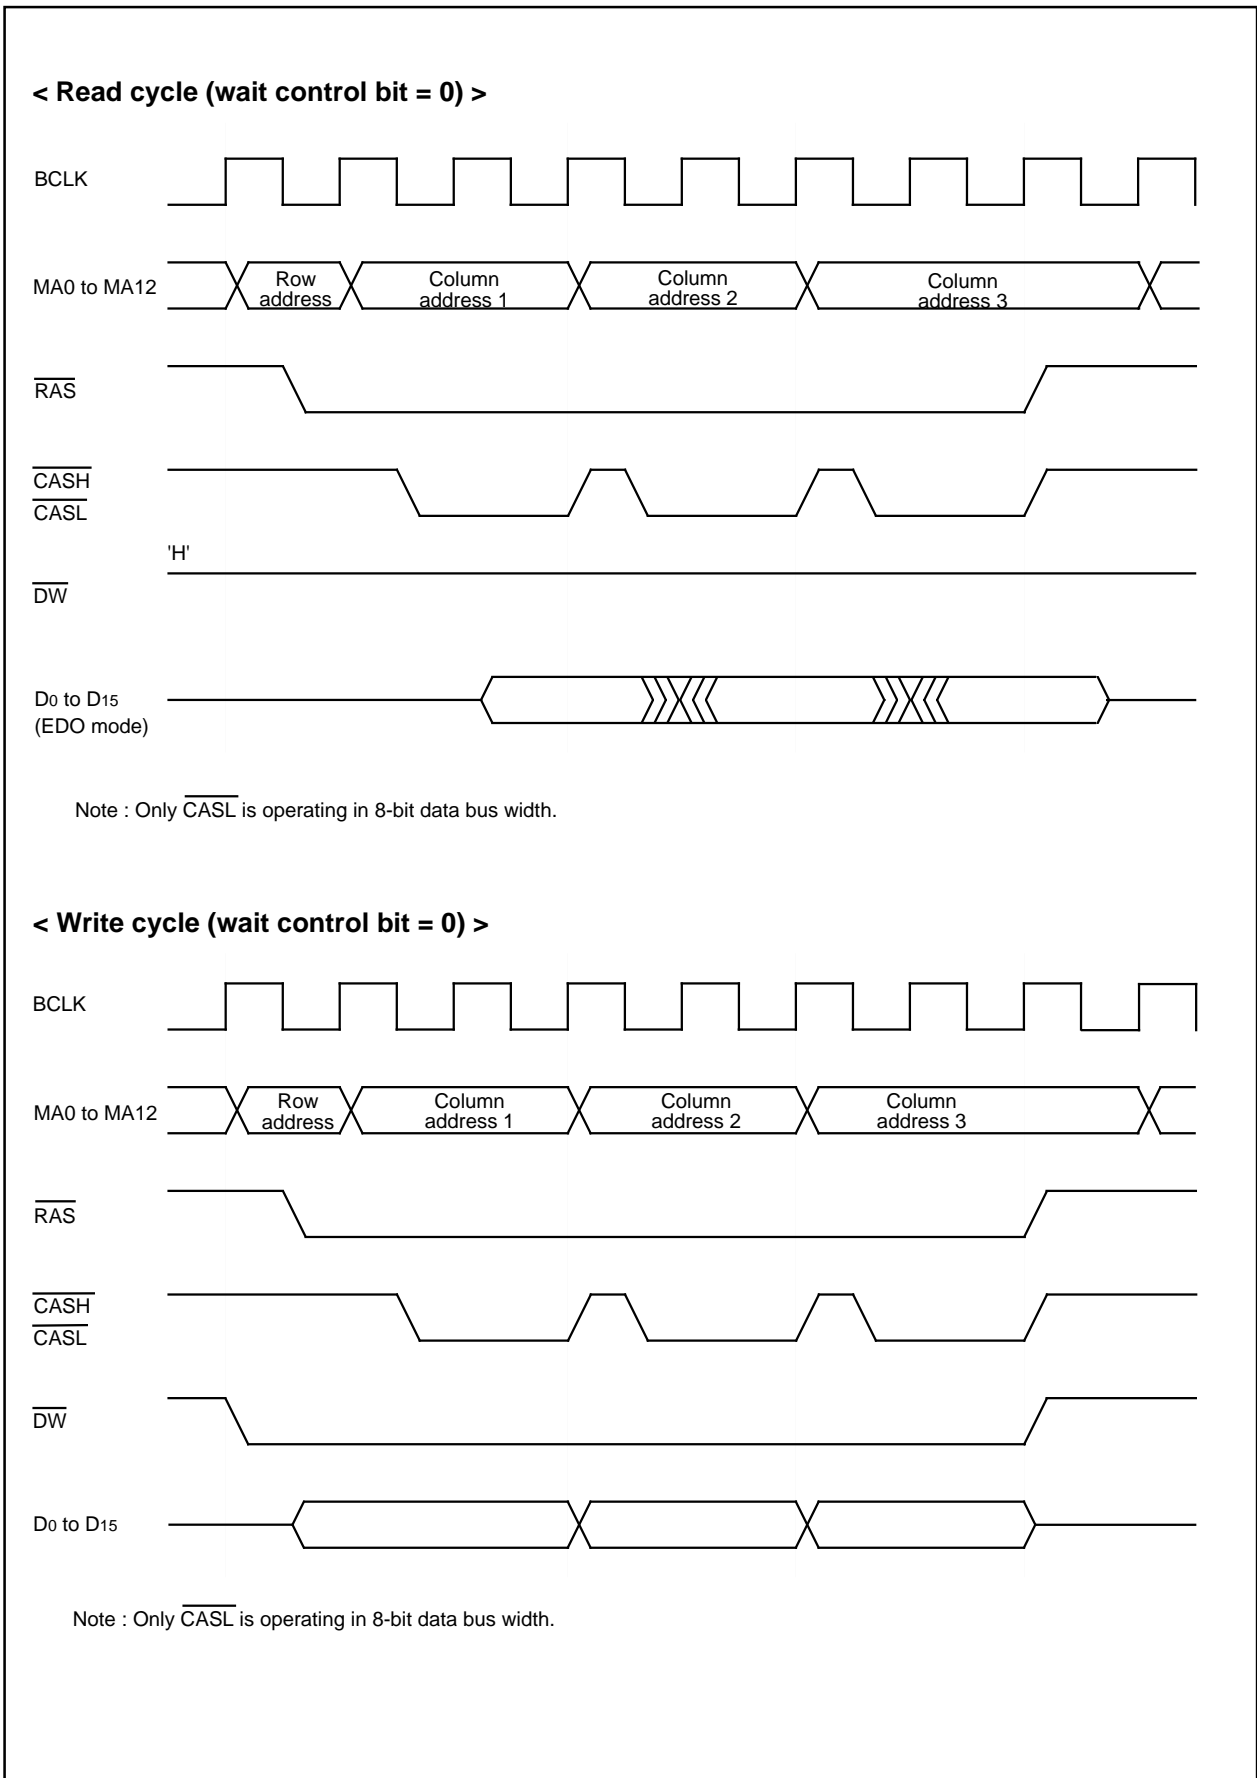 < Read cycle (wait control bit = 0) >
BCLK
MA0 to MA12
Row
address
Column
address 1
Column
address 2
Column
address 3
RAS
CASH
CASL
'H'
DW
D0 to D15
(EDO mode)
Note : Only CASL is operating in 8-bit data bus width.
< Write cycle (wait control bit = 0) >
BCLK
MA0 to MA12
Row
address
Column
address 1
Column
address 2
Column
address 3
RAS
CASH
CASL
DW
D0 to D15
Note : Only CASL is operating in 8-bit data bus width.